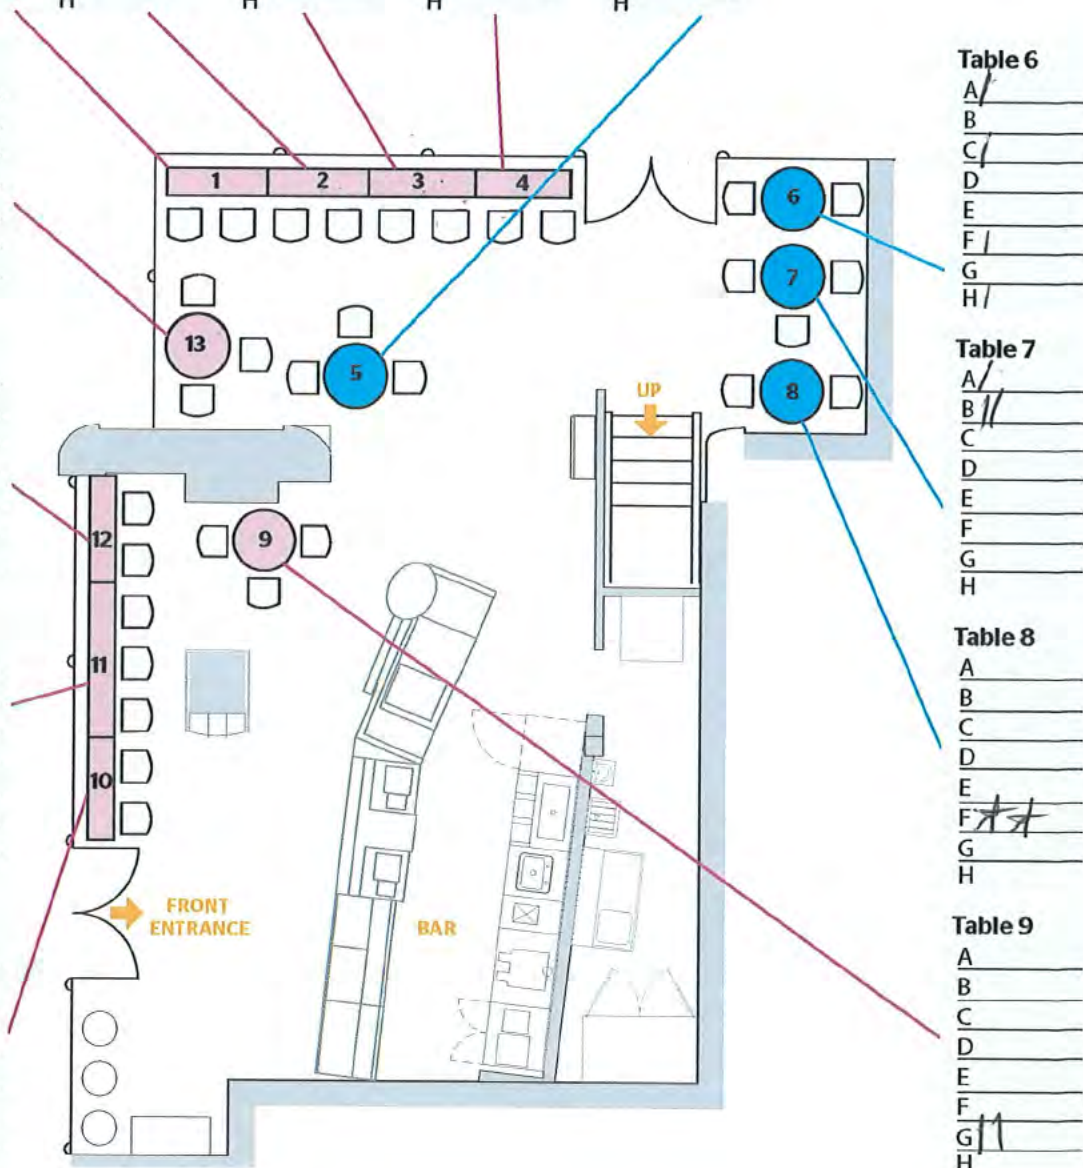 H H H H
Table 6
A /
B
C /
D
E
F /
G
H /
Table 7
A /
B //
C
D
E
F
G
H
Table 8
A
B
C
D
E
F
G
H
Table 9
A
B
C
D
E
F
G //
H
1 2 3 4
6
7
13
5
8
UP
12
9
11
10
FRONT
ENTRANCE
BAR